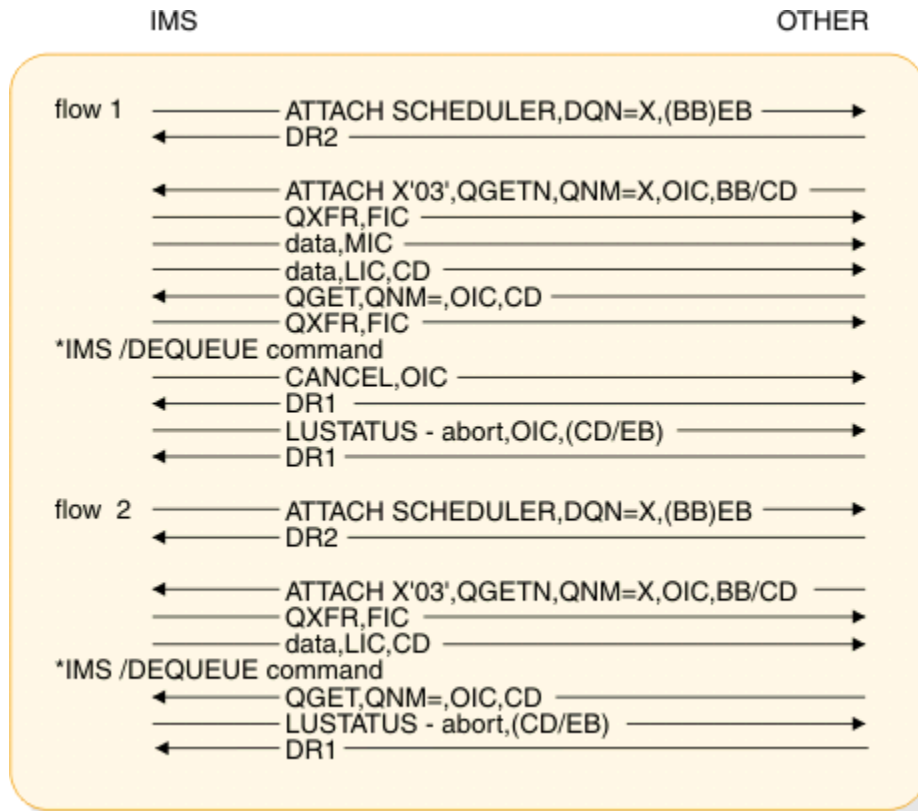 IMS OTHER
flow 1 ATTACH SCHEDULER,DQN=X,(BB)EB
DR2
ATTACH X'03',QGETN,QNM=X,OIC,BB/CD
QXFR,FIC
data,MIC
data,LIC,CD
QGET,QNM=,OIC,CD
QXFR,FIC
*IMS /DEQUEUE command
CANCEL,OIC
DR1
LUSTATUS - abort,OIC,(CD/EB)
DR1
flow 2 ATTACH SCHEDULER,DQN=X,(BB)EB
DR2
ATTACH X'03',QGETN,QNM=X,OIC,BB/CD
QXFR,FIC
data,LIC,CD
*IMS /DEQUEUE command
QGET,QNM=,OIC,CD
LUSTATUS - abort,(CD/EB)
DR1